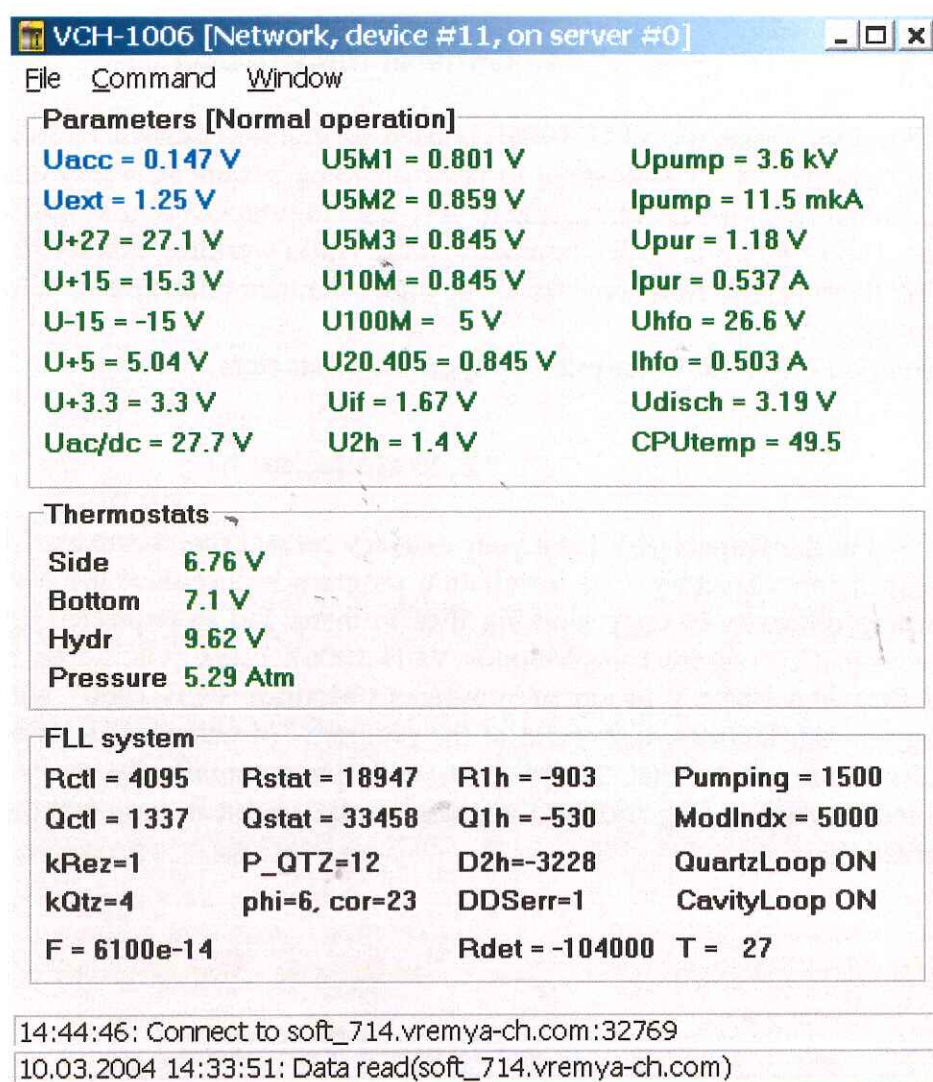 VCH-1006 [Network, device #11, on server #0]
File Command Window
Parameters [Normal operation]
Uacc = 0.147 V U5M1 = 0.801 V Upump = 3.6 kV
Uext = 1.25 V U5M2 = 0.859 V Ipump = 11.5 mkA
U+27 = 27.1 V U5M3 = 0.845 V Upur = 1.18 V
U+15 = 15.3 V U10M = 0.845 V Ipur = 0.537 A
U-15 = -15 V U100M = 5 V Uhfo = 26.6 V
U+5 = 5.04 V U20.405 = 0.845 V Ihfo = 0.503 A
U+3.3 = 3.3 V Uif = 1.67 V Udisch = 3.19 V
Uac/dc = 27.7 V U2h = 1.4 V CPUtemp = 49.5
Thermostats
Side 6.76 V
Bottom 7.1 V
Hydr 9.62 V
Pressure 5.29 Atm
FLL system
Rctl = 4095 Rstat = 18947 R1h = -903 Pumping = 1500
Qctl = 1337 Qstat = 33458 Q1h = -530 ModIndx = 5000
kRez=1 P_QTZ=12 D2h=-3228 QuartzLoop ON
kQtz=4 phi=6, cor=23 DDSerr=1 CavityLoop ON
F = 6100e-14 Rdet = -104000 T = 27
14:44:46: Connect to soft_714.vremya-ch.com:32769
10.03.2004 14:33:51: Data read(soft_714.vremya-ch.com)